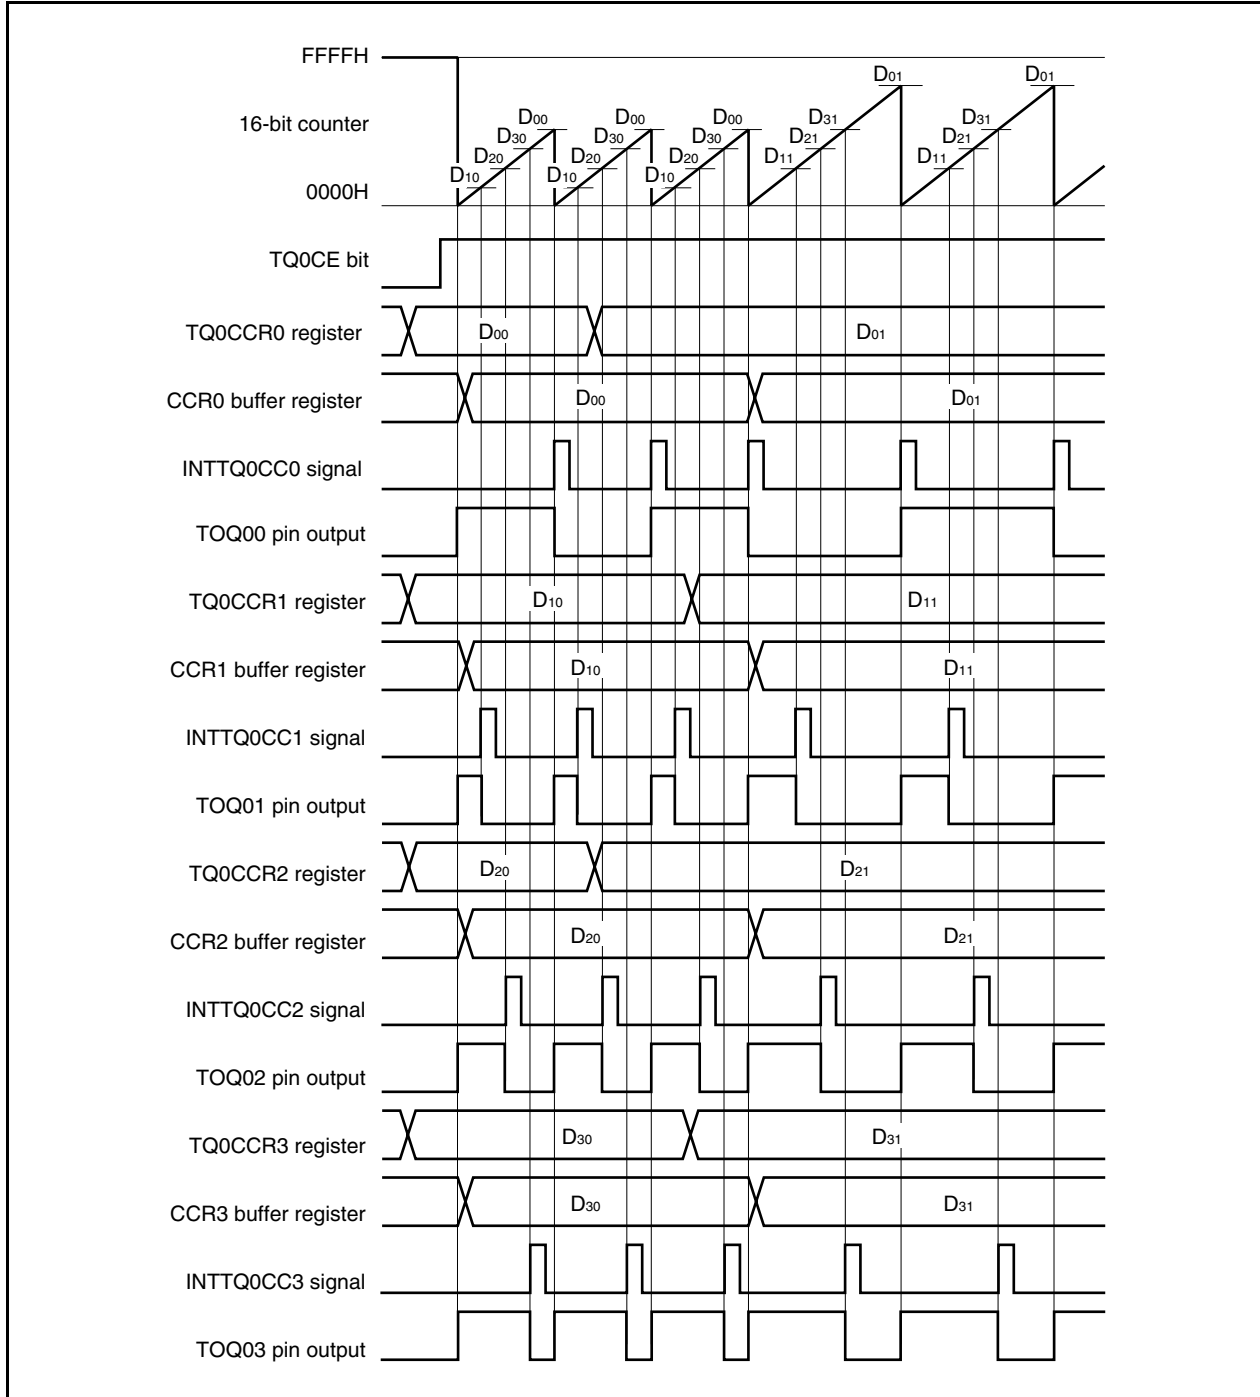 FFFFH
D01 D01
16-bit counter
D00 D00 D00 D31 D31
D30 D30 D30 D21 D21
D20 D20 D20 D11 D11
D10 D10 D10
0000H
TQ0CE bit
TQ0CCR0 register D00 D01
CCR0 buffer register D00 D01
INTTQ0CC0 signal
TOQ00 pin output
TQ0CCR1 register D10 D11
CCR1 buffer register D10 D11
INTTQ0CC1 signal
TOQ01 pin output
TQ0CCR2 register D20 D21
CCR2 buffer register D20 D21
INTTQ0CC2 signal
TOQ02 pin output
TQ0CCR3 register D30 D31
CCR3 buffer register D30 D31
INTTQ0CC3 signal
TOQ03 pin output